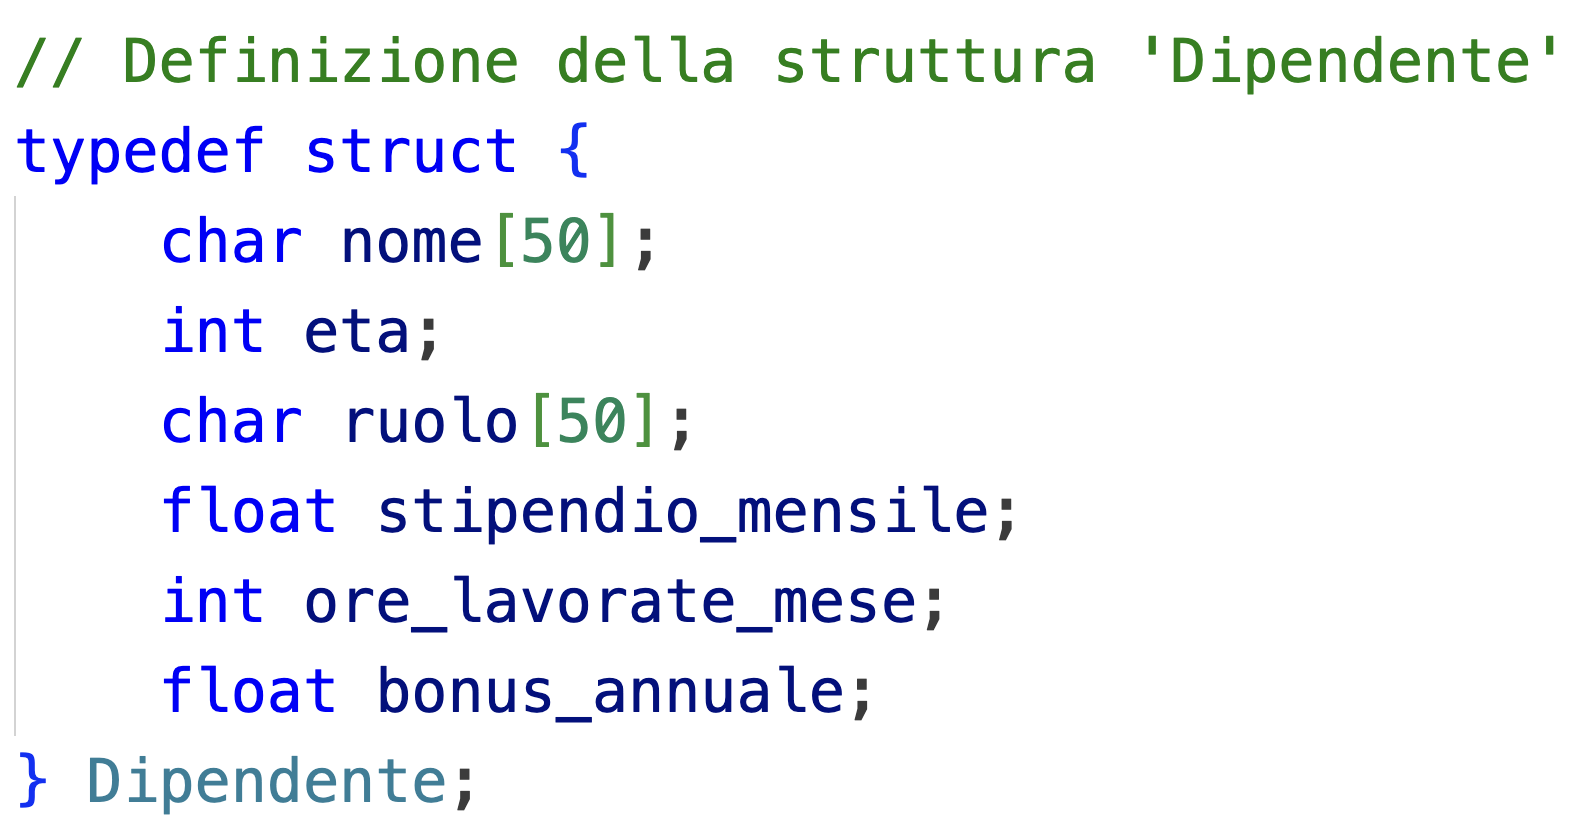 // Definizione della struttura 'Dipendente'
typedef struct {
    char nome[50];
    int eta;
    char ruolo[50];
    float stipendio_mensile;
    int ore_lavorate_mese;
    float bonus_annuale;
} Dipendente;